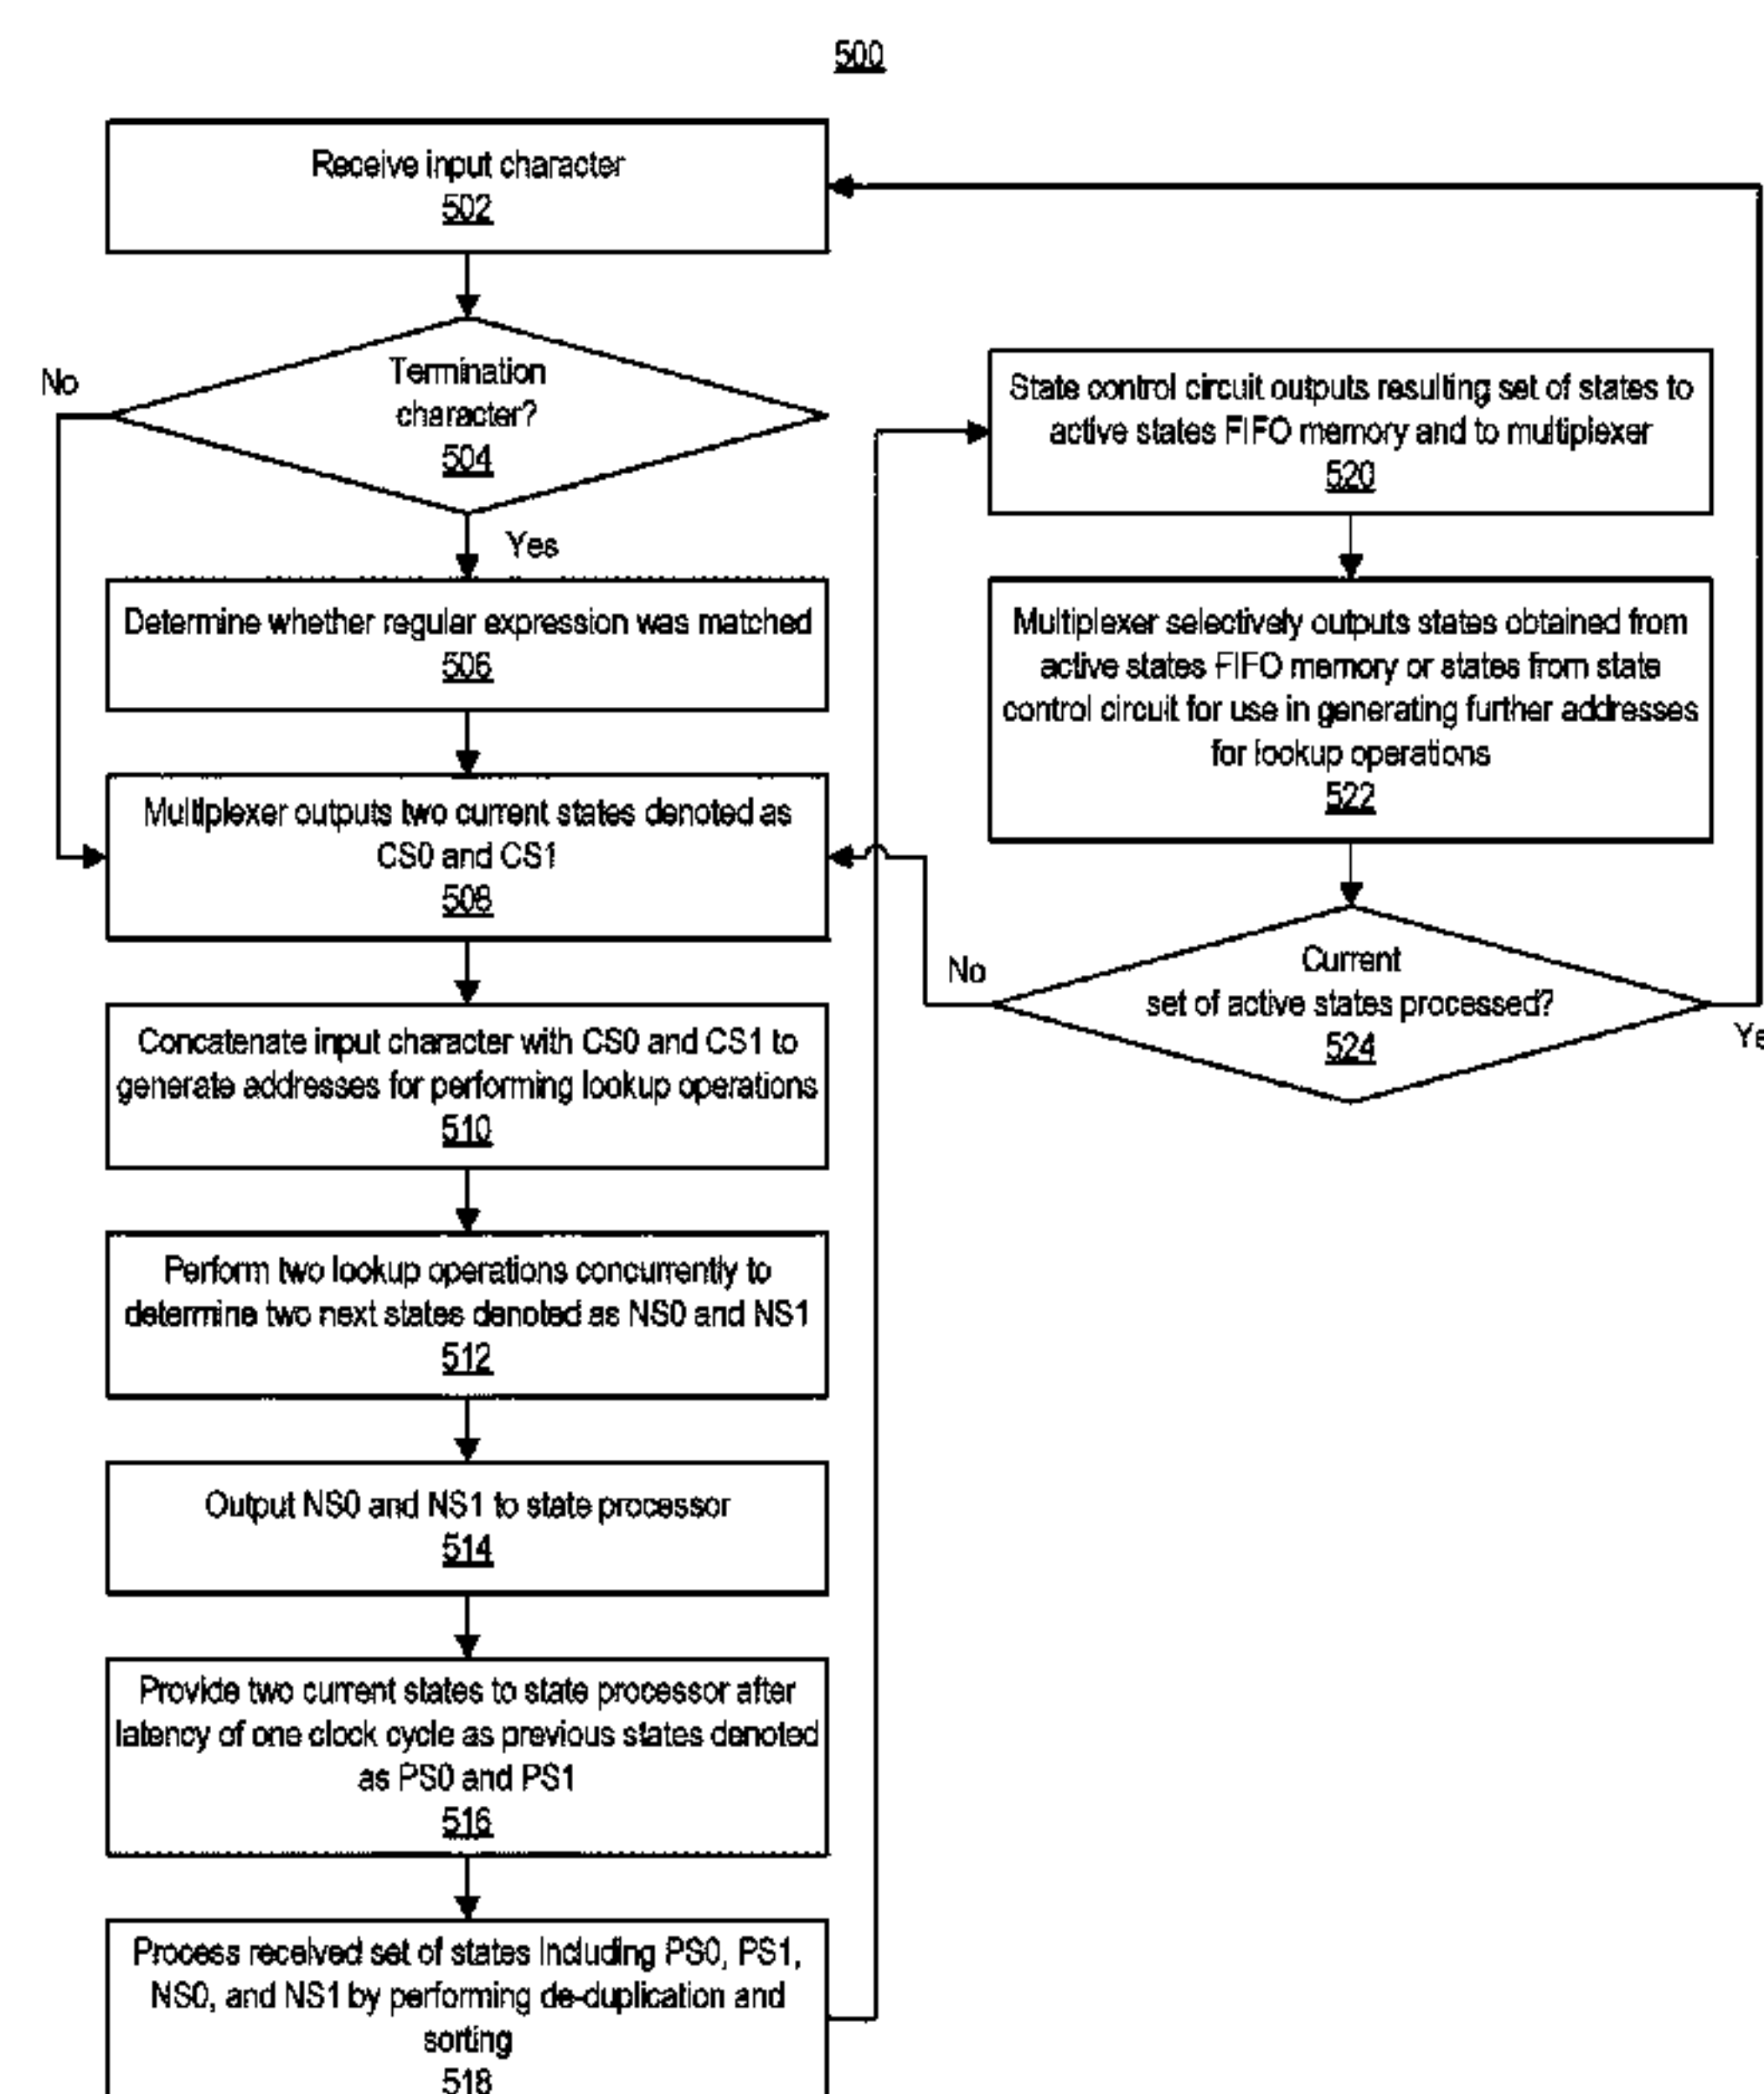 500
Receive input character
502
Termination
character?
504
No
Yes
Determine whether regular expression was matched
506
Multiplexer outputs two current states denoted as
CS0 and CS1
508
Concatenate input character with CS0 and CS1 to
generate addresses for performing lookup operations
510
Perform two lookup operations concurrently to
determine two next states denoted as NS0 and NS1
512
Output NS0 and NS1 to state processor
514
Provide two current states to state processor after
latency of one clock cycle as previous states denoted
as PS0 and PS1
516
Process received set of states including PS0, PS1,
NS0, and NS1 by performing de-duplication and
sorting
518
State control circuit outputs resulting set of states to
active states FIFO memory and to multiplexer
520
Multiplexer selectively outputs states obtained from
active states FIFO memory or states from state
control circuit for use in generating further addresses
for lookup operations
522
Current
set of active states processed?
524
No
Ye